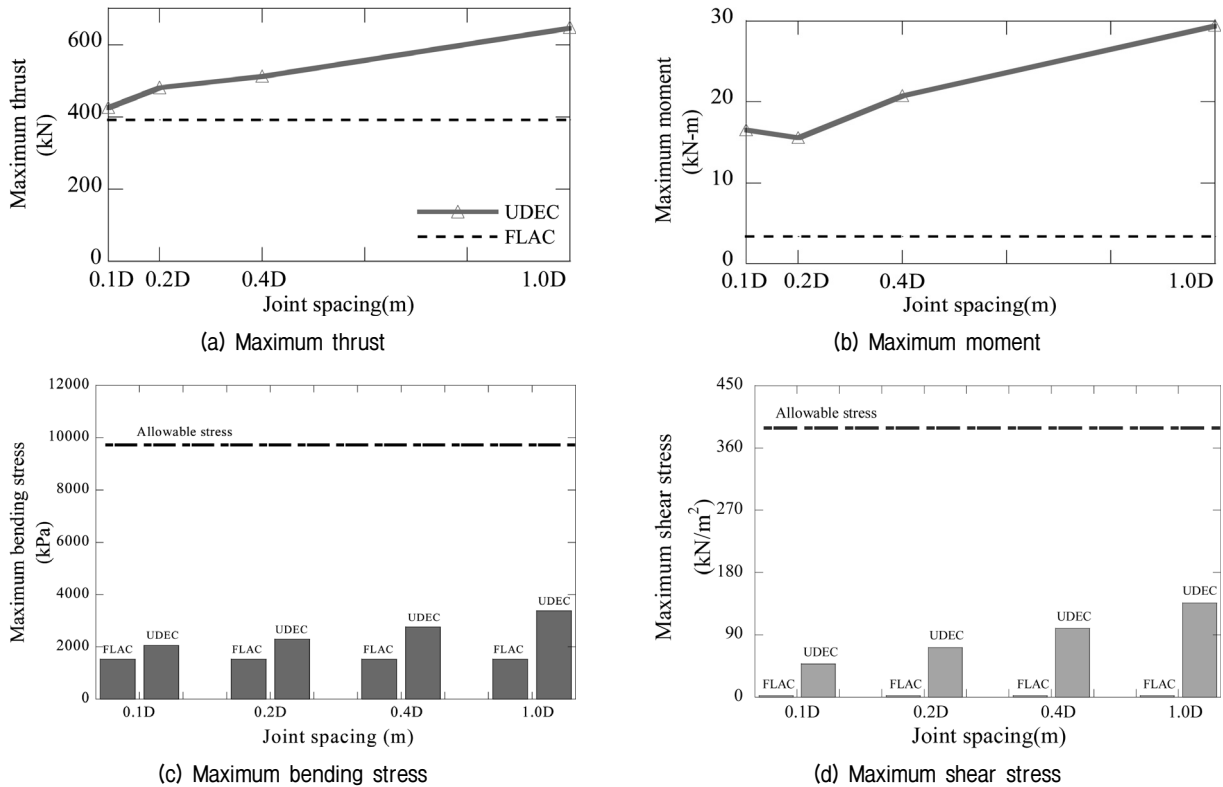 Maximum thrust
(kN)
600
400
200
0
UDEC
FLAC
0.1D 0.2D 0.4D 1.0D
Joint spacing(m)
(a) Maximum thrust
Maximum moment
(kN-m)
30
20
10
0
0.1D 0.2D 0.4D 1.0D
Joint spacing(m)
(b) Maximum moment
Maximum bending stress
(kPa)
12000
10000
8000
6000
4000
2000
0
Allowable stress
FLAC UDEC FLAC UDEC FLAC UDEC FLAC UDEC
0.1D 0.2D 0.4D 1.0D
Joint spacing (m)
(c) Maximum bending stress
Maximum shear stress
(kN/m²)
450
360
270
180
90
0
Allowable stress
FLAC UDEC FLAC UDEC FLAC UDEC FLAC UDEC
0.1D 0.2D 0.4D 1.0D
Joint spacing(m)
(d) Maximum shear stress